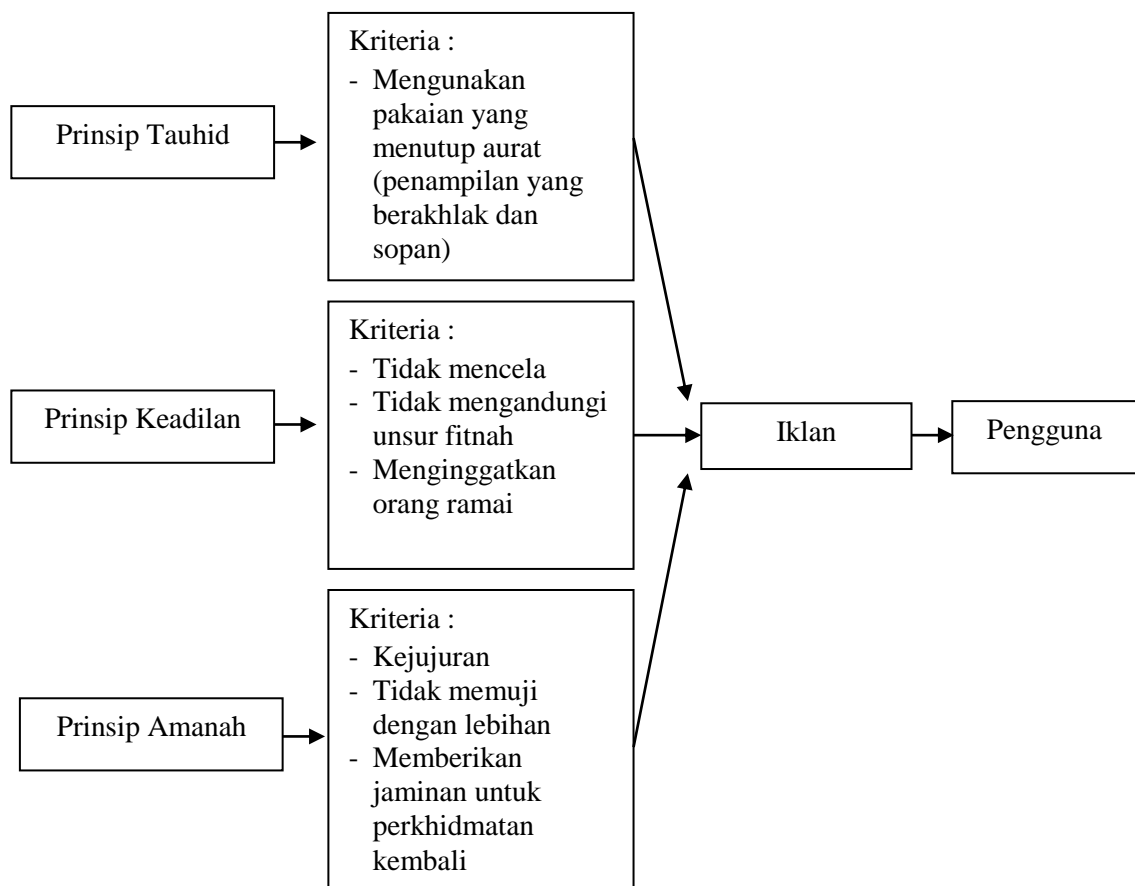 Prinsip Tauhid
Kriteria :
- Mengunakan
pakaian yang
menutup aurat
(penampilan yang
berakhlak dan
sopan)
Prinsip Keadilan
Kriteria :
- Tidak mencela
- Tidak mengandungi
unsur fitnah
- Menginggatkan
orang ramai
Prinsip Amanah
Kriteria :
- Kejujuran
- Tidak memuji
dengan lebihan
- Memberikan
jaminan untuk
perkhidmatan
kembali
Iklan
Pengguna